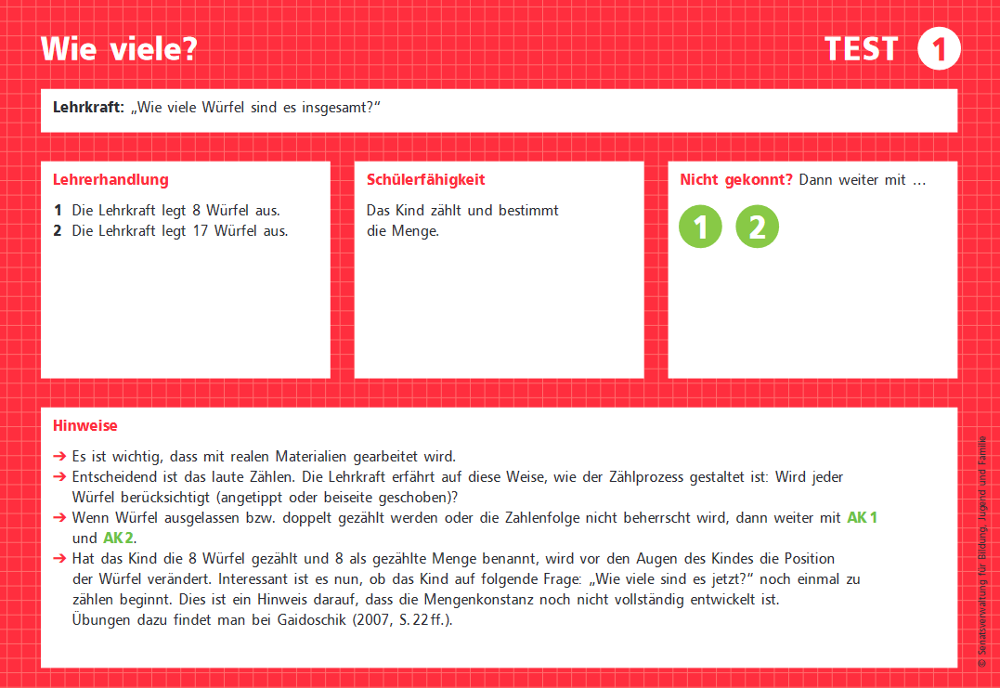 Wie viele?
TEST 1
Lehrkraft: „Wie viele Würfel sind es insgesamt?“
Lehrerhandlung
1 Die Lehrkraft legt 8 Würfel aus.
2 Die Lehrkraft legt 17 Würfel aus.
Schülerfähigkeit
Das Kind zählt und bestimmt
die Menge.
Nicht gekonnt? Dann weiter mit ...
1 2
Hinweise
➔ Es ist wichtig, dass mit realen Materialien gearbeitet wird.
➔ Entscheidend ist das laute Zählen. Die Lehrkraft erfährt auf diese Weise, wie der Zählprozess gestaltet ist: Wird jeder
Würfel berücksichtigt (angetippt oder beiseite geschoben)?
➔ Wenn Würfel ausgelassen bzw. doppelt gezählt werden oder die Zahlenfolge nicht beherrscht wird, dann weiter mit AK 1
und AK 2.
➔ Hat das Kind die 8 Würfel gezählt und 8 als gezählte Menge benannt, wird vor den Augen des Kindes die Position
der Würfel verändert. Interessant ist es nun, ob das Kind auf folgende Frage: „Wie viele sind es jetzt?“ noch einmal zu
zählen beginnt. Dies ist ein Hinweis darauf, dass die Mengenkonstanz noch nicht vollständig entwickelt ist.
Übungen dazu findet man bei Gaidoschik (2007, S. 22 ff.).
© Senatsverwaltung für Bildung, Jugend und Familie